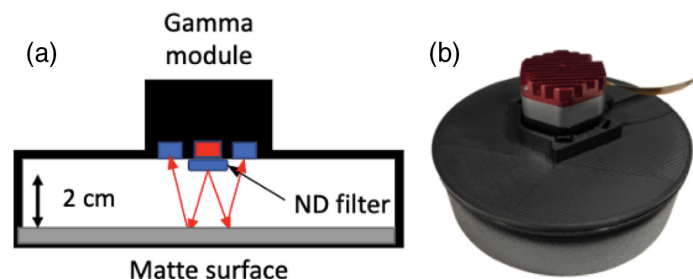 Gamma
module
(a)
(b)
2 cm
ND filter
Matte surface